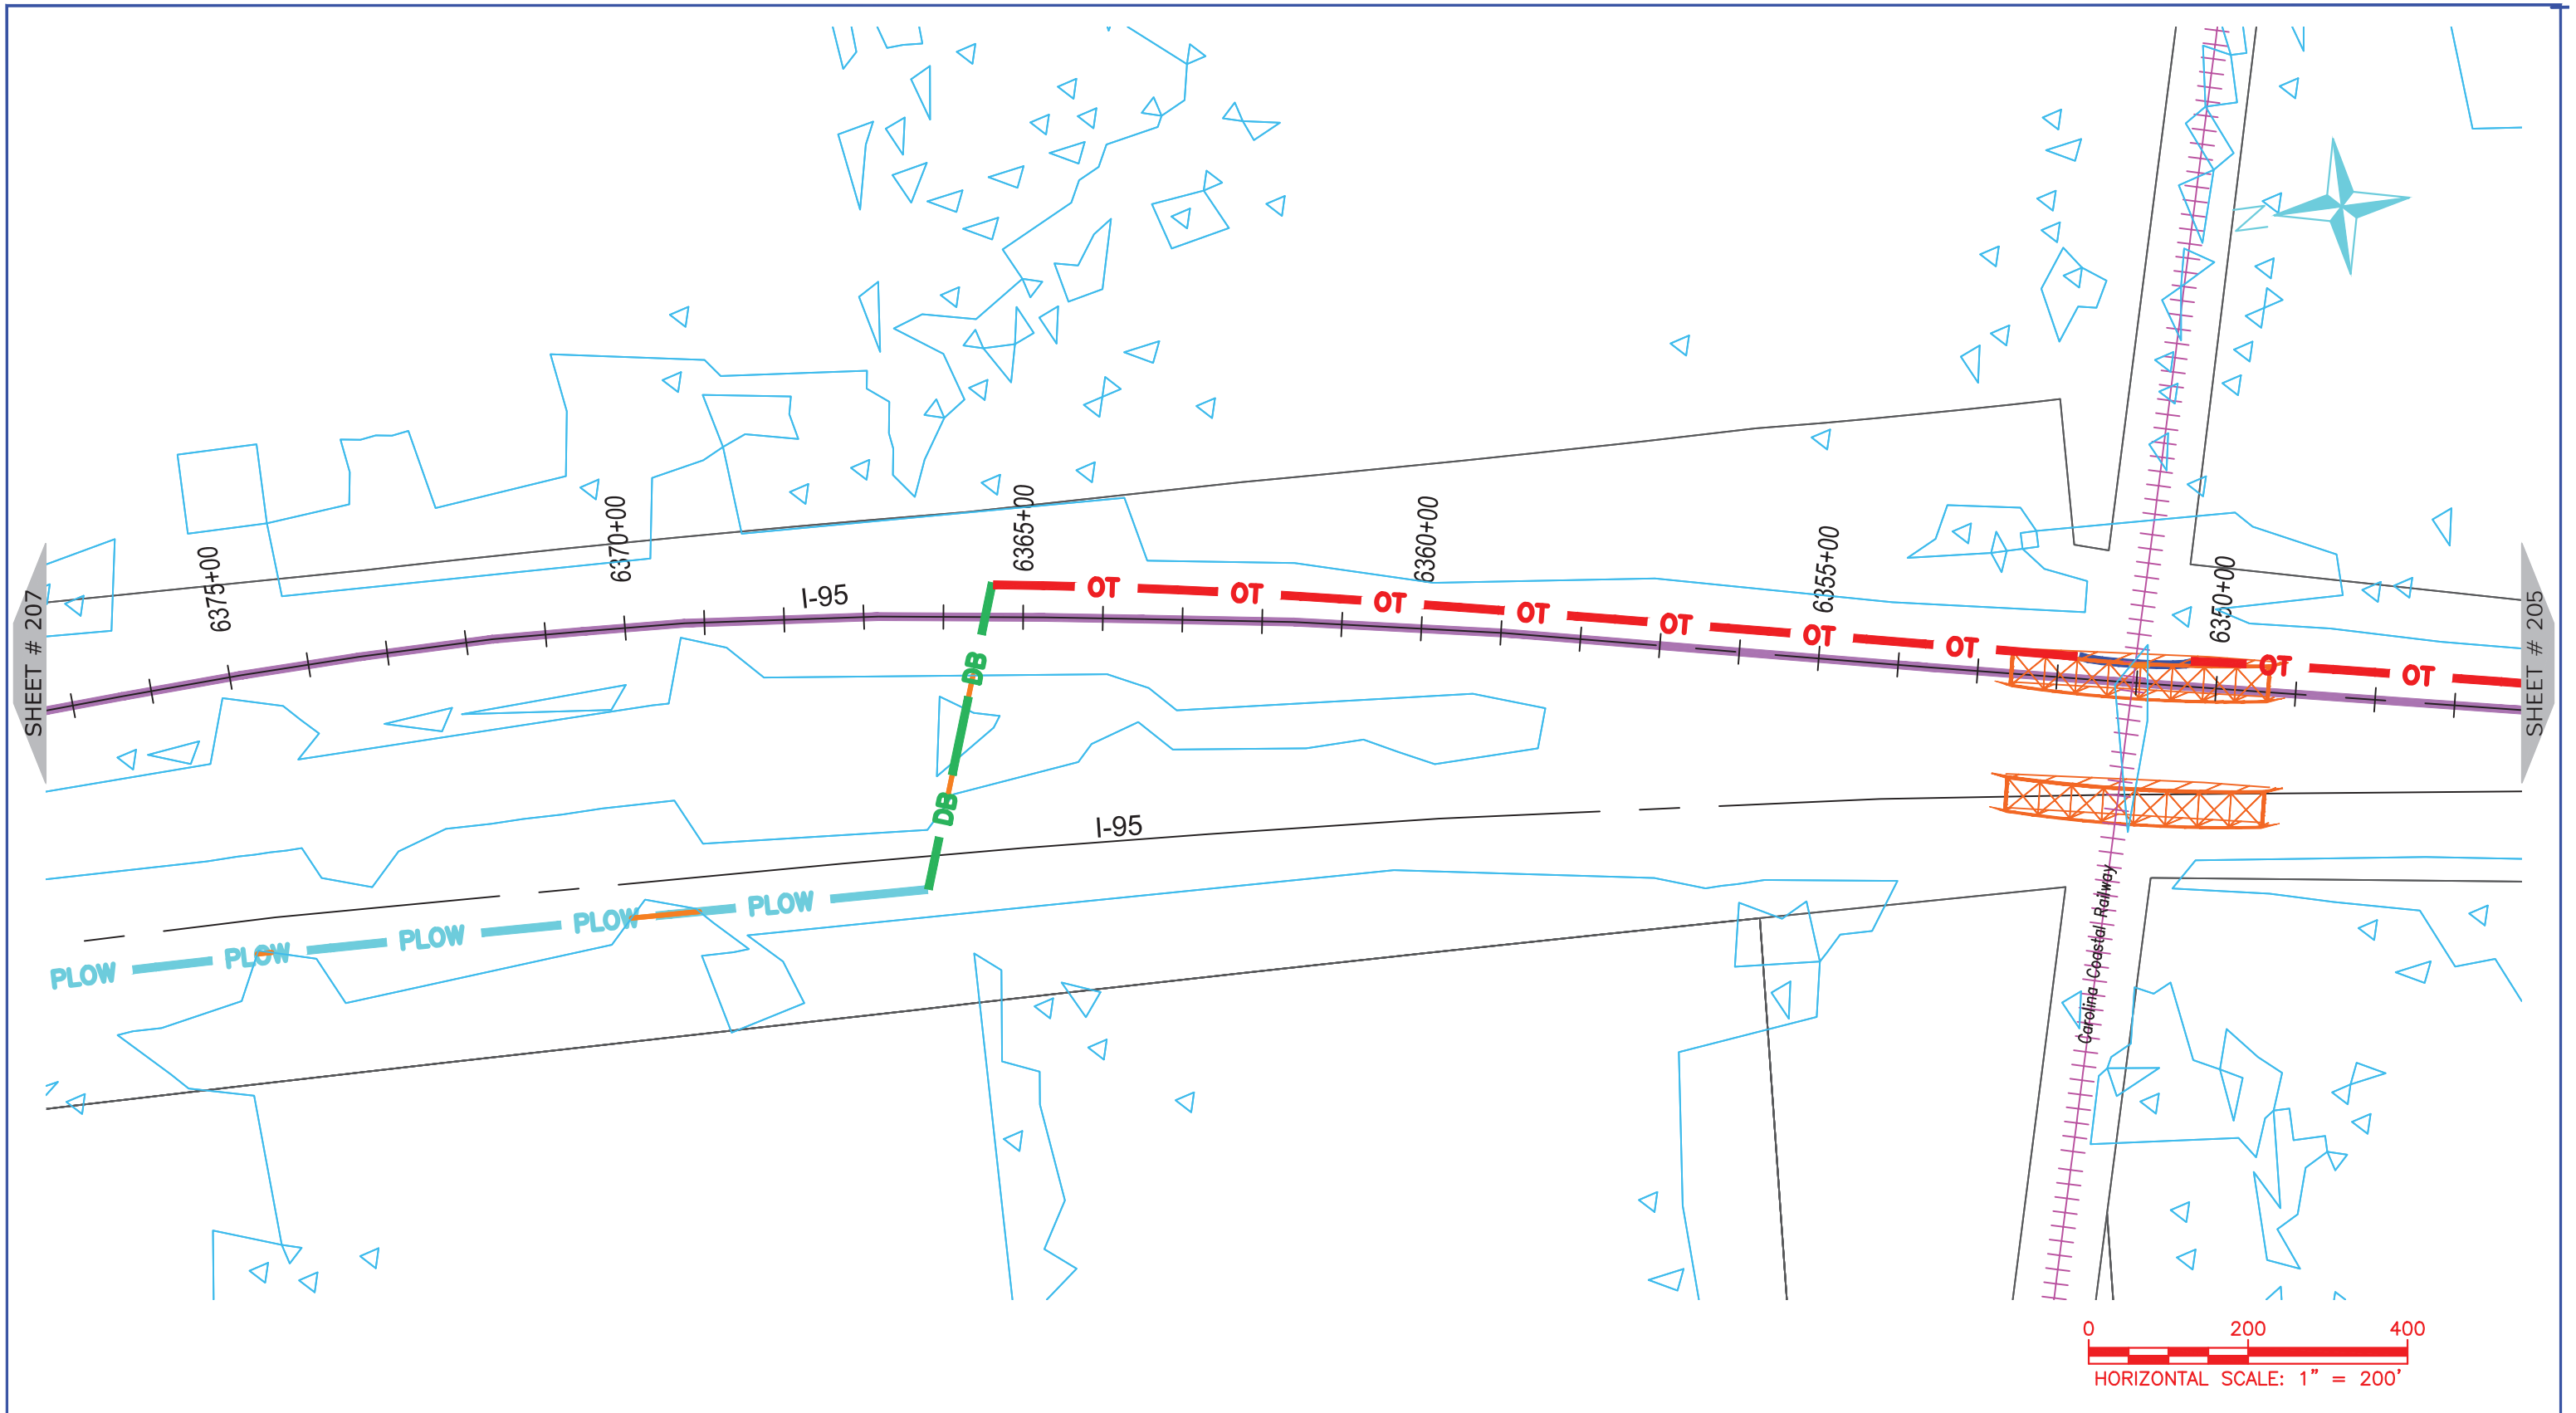 N
6375+00
6370+00
6365+00
6360+00
6355+00
6350+00
I-95
OT OT OT OT OT OT OT OT OT
SHEET # 207
SHEET # 205
DB
DB
I-95
PLOW PLOW PLOW PLOW PLOW
Carolina Coastal Railway
0 200 400
HORIZONTAL SCALE: 1" = 200'